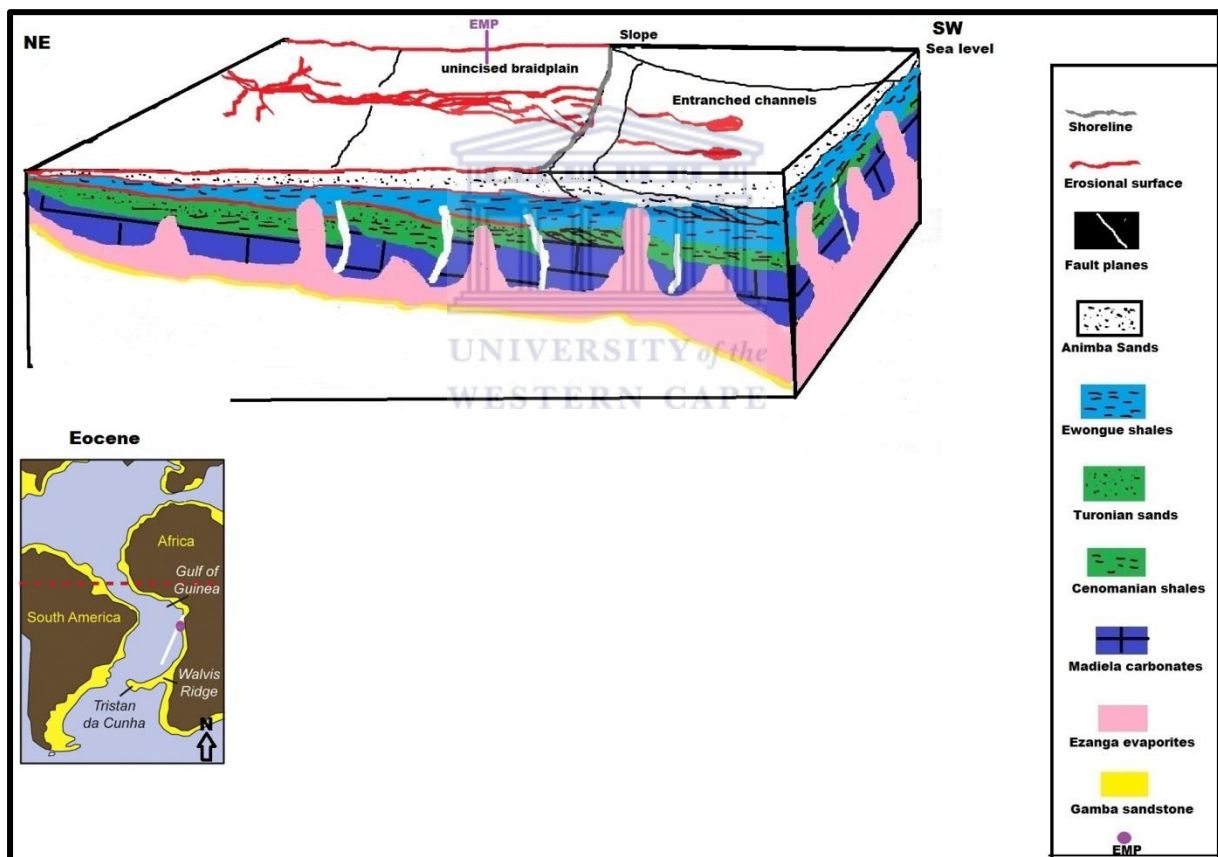 NE
EMP
Slope
SW
Sea level
unincised braidplain
Entranched channels
UNIVERSITY of the
WESTERN CAPE
Eocene
Africa
Gulf of
Guinea
South America
Walvis
Ridge
Tristan
da Cunha
N
Shoreline
Erosional surface
Fault planes
Animba Sands
Ewongue shales
Turonian sands
Cenomanian shales
Madiela carbonates
Ezanga evaporites
Gamba sandstone
EMP